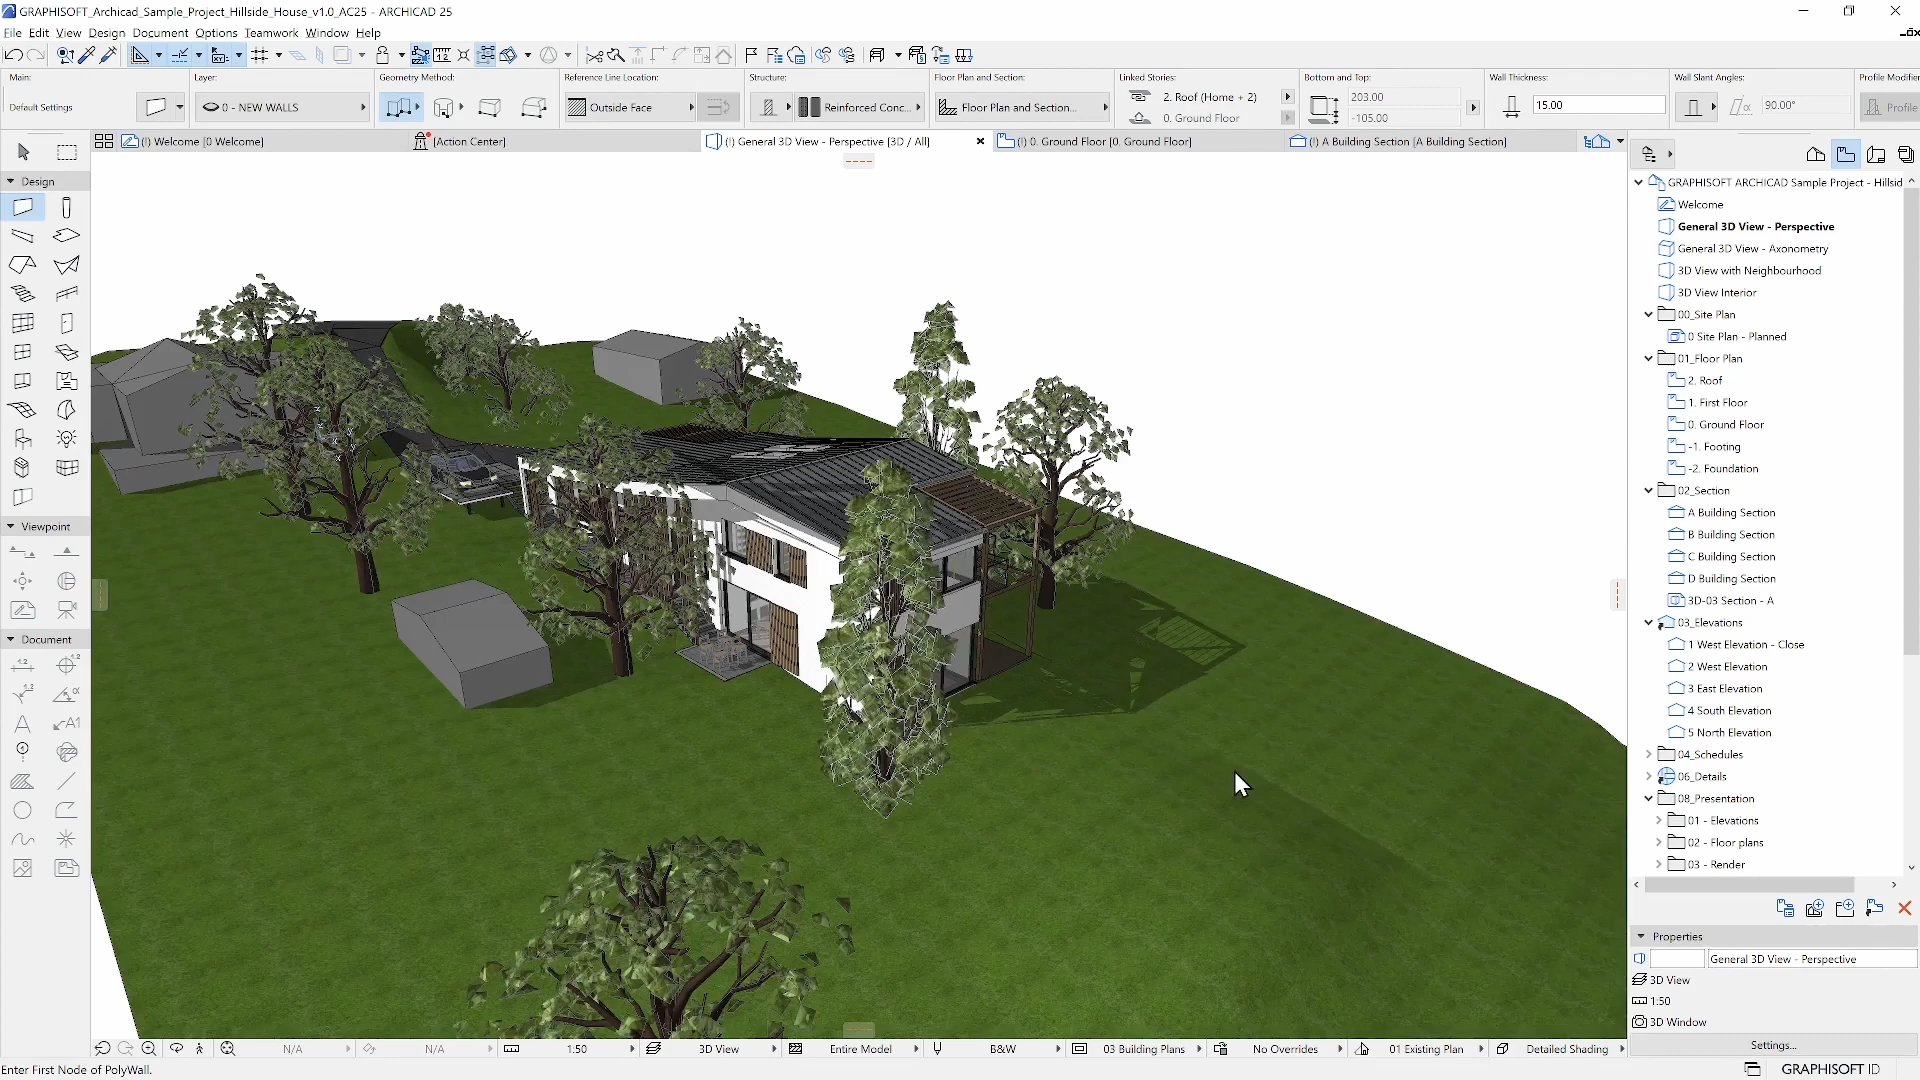 GRAPHISOFT_Archicad_Sample_Project_Hillside_House_v1.0_AC25 - ARCHICAD 25
File Edit View Design Document Options Teamwork Window Help
Main: Layer: Geometry Method: Reference Line Location: Structure: Floor Plan and Section: Linked Stories: Bottom and Top: Wall Thickness: Wall Slant Angles: Profile Modifier
Default Settings
0 - NEW WALLS
Outside Face
Reinforced Conc...
Floor Plan and Section...
2. Roof (Home + 2)
0. Ground Floor
203.00
-105.00
15.00
90.00°
Profile
(!) Welcome [0 Welcome]
[Action Center]
(!) General 3D View - Perspective [3D / All]
(!) 0. Ground Floor [0. Ground Floor]
(!) A Building Section [A Building Section]
Design
Viewpoint
Document
GRAPHISOFT ARCHICAD Sample Project - Hillsid
Welcome
General 3D View - Perspective
General 3D View - Axonometry
3D View with Neighbourhood
3D View Interior
00_Site Plan
0 Site Plan - Planned
01_Floor Plan
2. Roof
1. First Floor
0. Ground Floor
-1. Footing
-2. Foundation
02_Section
A Building Section
B Building Section
C Building Section
D Building Section
3D-03 Section - A
03_Elevations
1 West Elevation - Close
2 West Elevation
3 East Elevation
4 South Elevation
5 North Elevation
04_Schedules
06_Details
08_Presentation
01 - Elevations
02 - Floor plans
03 - Render
Properties
General 3D View - Perspective
3D View
1:50
3D Window
Settings...
N/A N/A 1:50 3D View Entire Model B&W 03 Building Plans No Overrides 01 Existing Plan Detailed Shading
Enter First Node of PolyWall.
GRAPHISOFT ID